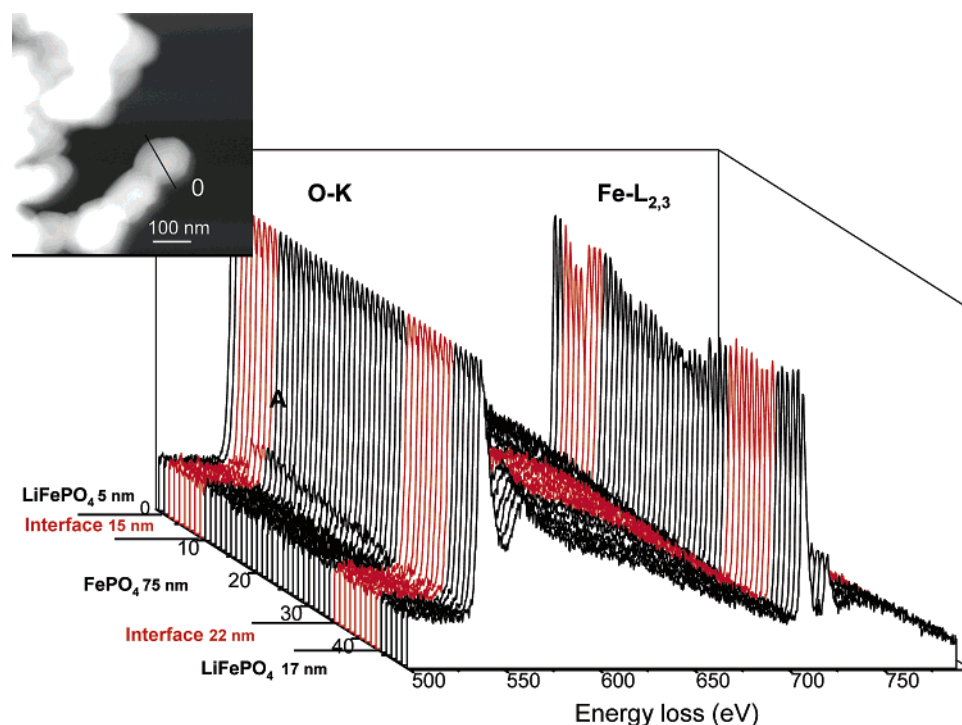 O-K
Fe-L2,3
0
100 nm
A
LiFePO4 5 nm
0
Interface 15 nm
10
FePO4 75 nm
20
30
Interface 22 nm
40
LiFePO4 17 nm
500 550 600 650 700 750
Energy loss (eV)